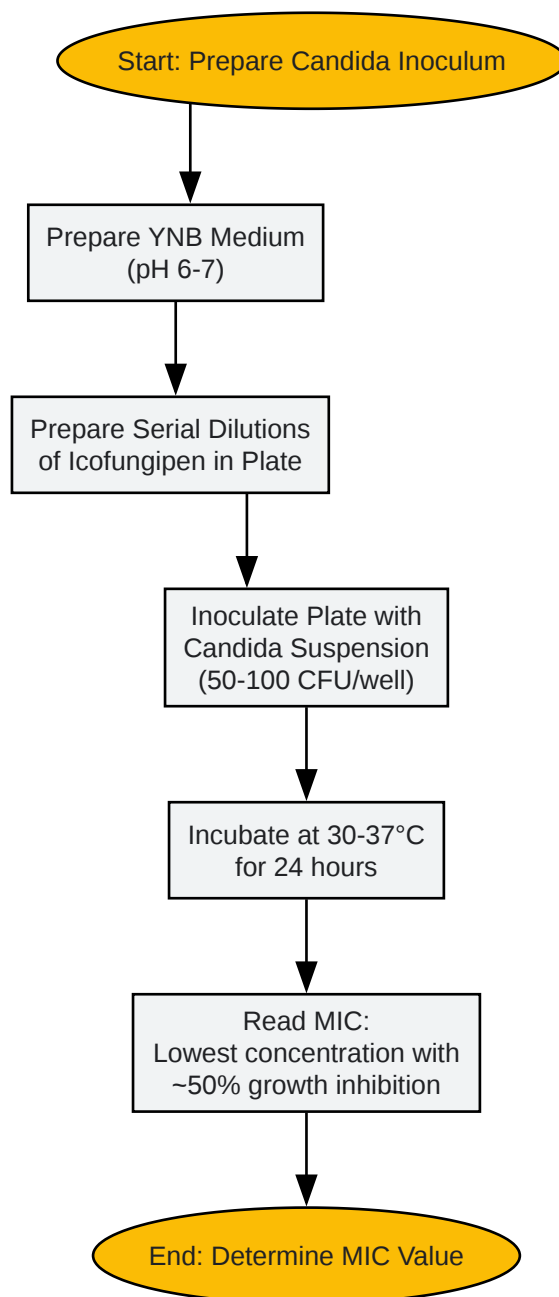 Start: Prepare Candida Inoculum
Prepare YNB Medium
(pH 6-7)
Prepare Serial Dilutions
of Icofungipen in Plate
Inoculate Plate with
Candida Suspension
(50-100 CFU/well)
Incubate at 30-37°C
for 24 hours
Read MIC:
Lowest concentration with
~50% growth inhibition
End: Determine MIC Value